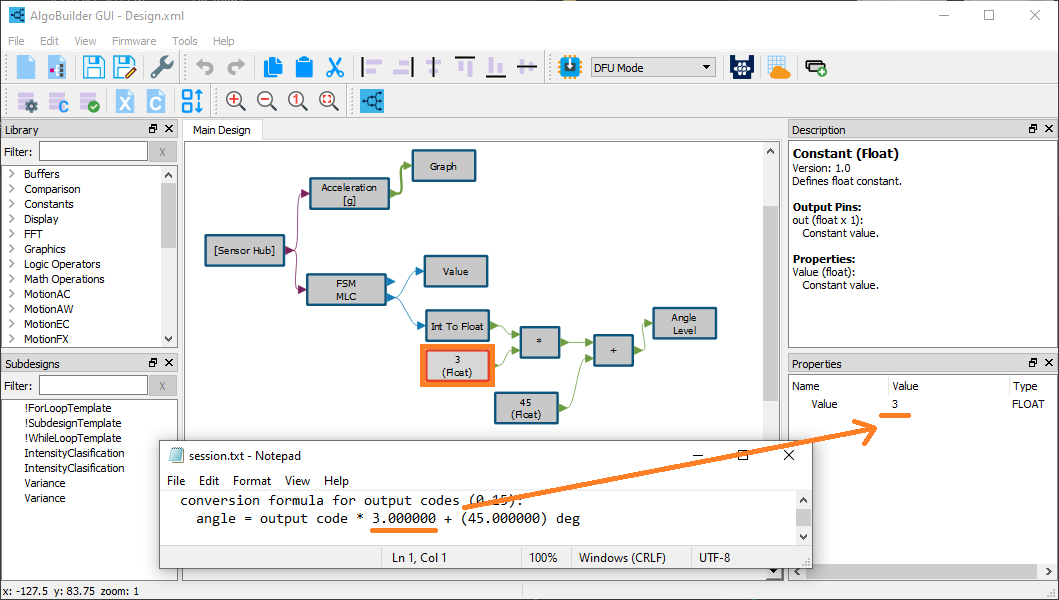 AlgoBuilder GUI - Design.xml
File Edit View Firmware Tools Help
DFU Mode
X C
Library
Filter: X
Buffers
Comparison
Constants
Display
FFT
Graphics
Logic Operators
Math Operations
MotionAC
MotionAW
MotionEC
MotionFX
Subdesigns
Filter: X
!ForLoopTemplate
!SubdesignTemplate
!WhileLoopTemplate
IntensityClasification
IntensityClasification
Variance
Variance
Main Design
Graph
Acceleration
[g]
[Sensor Hub]
Value
FSM
MLC
Angle
Level
Int To Float
*
+
3
(Float)
45
(Float)
Description
Constant (Float)
Version: 1.0
Defines float constant.
Output Pins:
out (float x 1):
Constant value.
Properties:
Value (float):
Constant value.
Properties
Name Value Type
Value 3 FLOAT
session.txt - Notepad
File Edit Format View Help
conversion formula for output codes (0-15):
angle = output code * 3.000000 + (45.000000) deg
Ln 1, Col 1 100% Windows (CRLF) UTF-8
x: -127.5 y: 83.75 zoom: 1